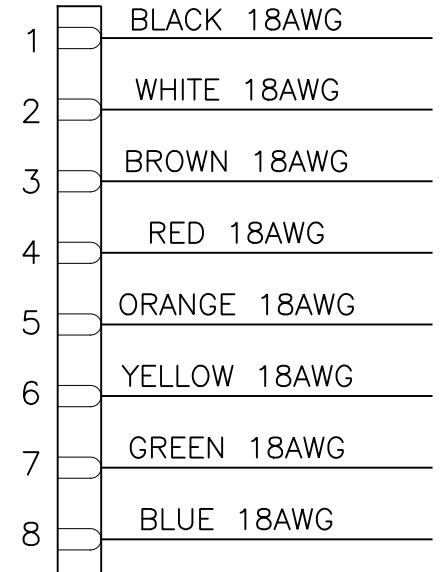 1 BLACK 18AWG
2 WHITE 18AWG
3 BROWN 18AWG
4 RED 18AWG
5 ORANGE 18AWG
6 YELLOW 18AWG
7 GREEN 18AWG
8 BLUE 18AWG